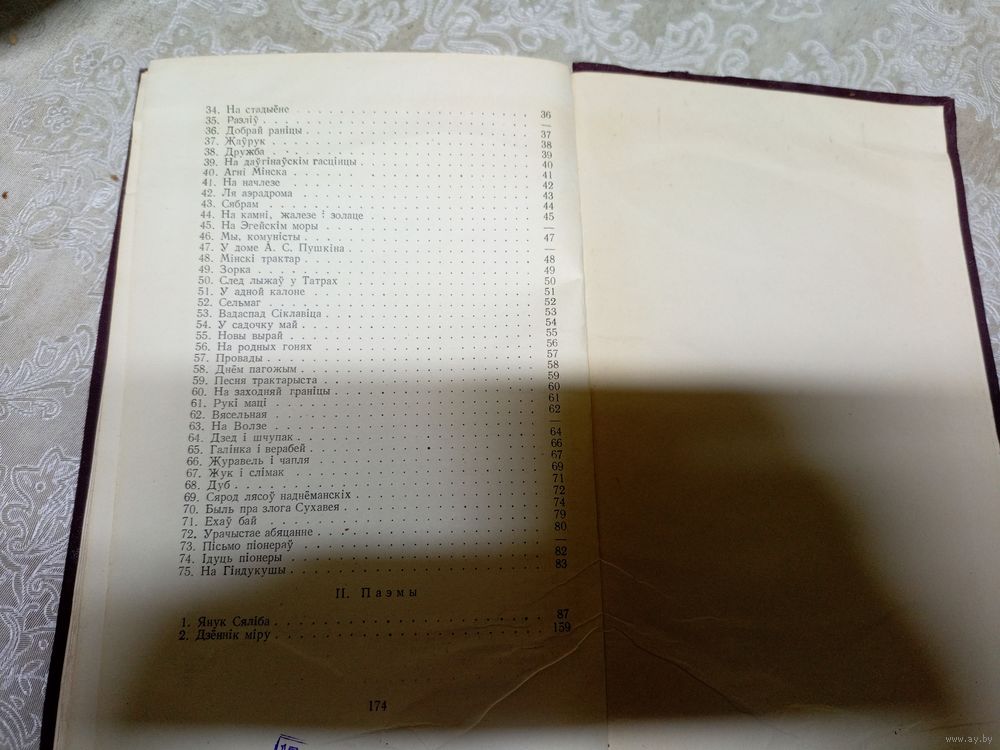 34. На стадыёне 36
35. Разліў —
36. Добрай раніцы 37
37. Жаўрук 38
38. Дружба 39
39. На даўгінаўскім гасцінцы 40
40. Агні Мінска 41
41. На начлезе 42
42. Ля аэрадрома 43
43. Сябрам 44
44. На камні, жалезе і золаце 45
45. На Эгейскім моры —
46. Мы, комуністы 47
47. У доме А. С. Пушкіна —
48. Мінскі трактар 48
49. Зорка 49
50. След лыжаў у Татрах 50
51. У адной калоне 51
52. Сельмаг 52
53. Вадаспад Сіклавіца 53
54. У садочку май 54
55. Новы вырай 55
56. На родных гонях 56
57. Провады 57
58. Днём пагожым 58
59. Песня трактарыста 59
60. На заходняй граніцы 60
61. Рукі маці 61
62. Вясельная 62
63. На Волзе —
64. Дзед і шчупак 64
65. Галінка і верабей 66
66. Журавель і чапля 67
67. Жук і слімак 69
68. Дуб 71
69. Сярод лясоў наднёманскіх 72
70. Быль пра злога Сухавея 74
71. Ехаў бай 79
72. Урачыстае абяцанне 80
73. Пісьмо піонераў —
74. Ідуць піонеры 82
75. На Гіндукушы 83
II. Паэмы
1. Янук Сяліба 87
2. Дзённік міру 159
174
www.ay.by